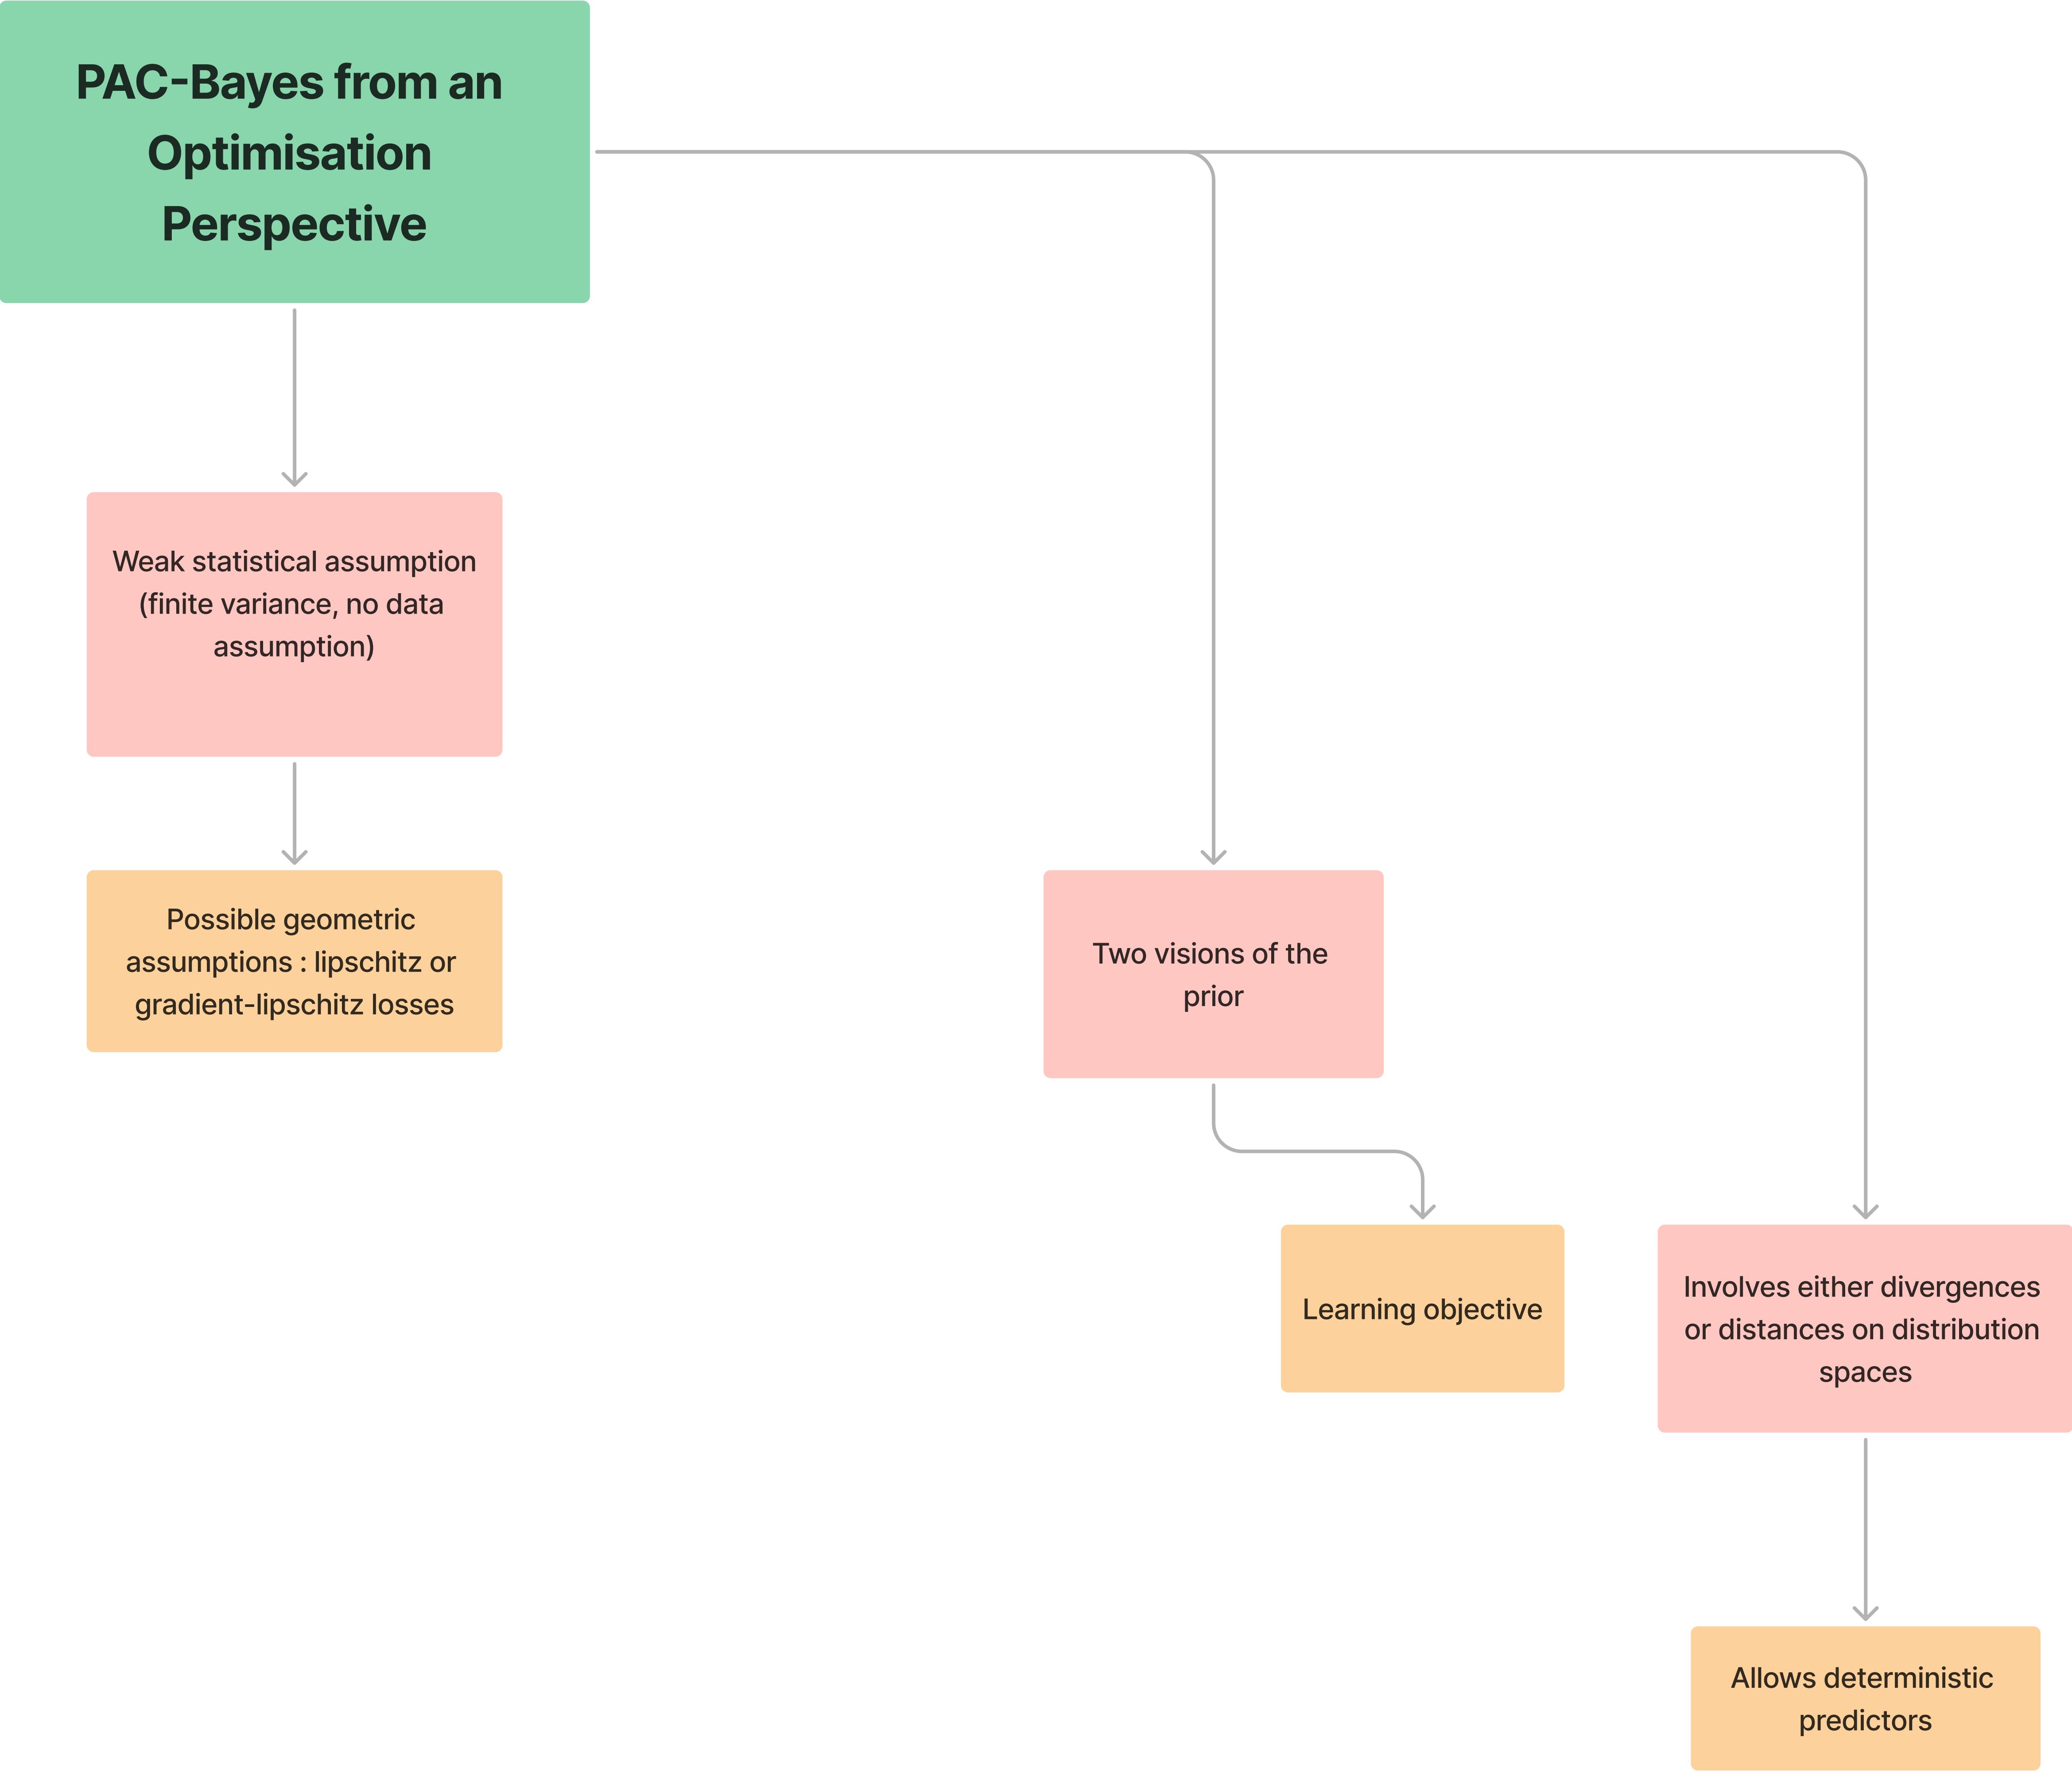 PAC-Bayes from an
Optimisation
Perspective
Weak statistical assumption
(finite variance, no data
assumption)
Possible geometric
assumptions : lipschitz or
gradient-lipschitz losses
Two visions of the
prior
Learning objective
Involves either divergences
or distances on distribution
spaces
Allows deterministic
predictors